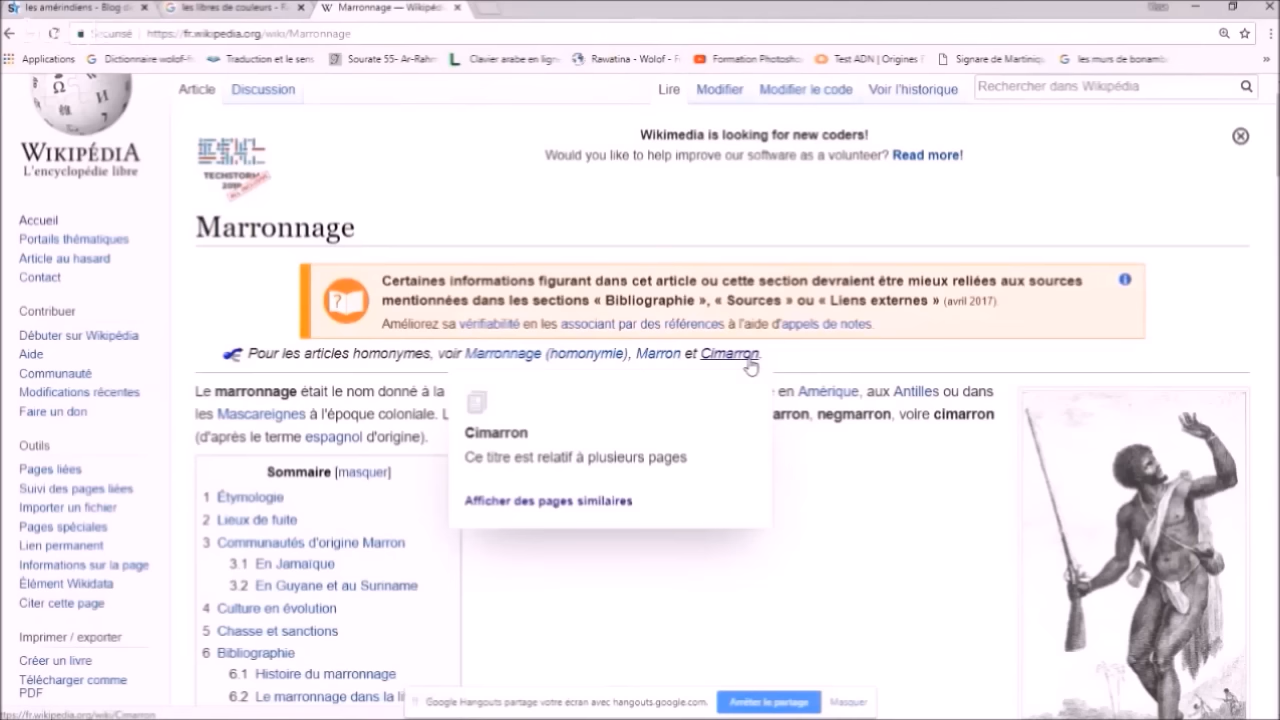 les amérindiens - Blog d
les libres de couleurs - F
Marronnage — Wikipéd
https://fr.wikipedia.org/wiki/Marronnage
Applications
Dictionnaire wolof-f
Traduction et le sens
Sourate 55- Ar-Rahn
Clavier arabe en lign
Rawatina - Wolof - F
Formation Photosho
Test ADN | Origines
Signare de Martiniq
les murs de bonamb
»
Article Discussion Lire Modifier Modifier le code Voir l'historique
Rechercher dans Wikipédia
WIKIPÉDIA
L'encyclopédie libre
TECHSTORM
Wikimedia is looking for new coders!
Would you like to help improve our software as a volunteer? Read more!
Accueil
Portails thématiques
Article au hasard
Contact
Contribuer
Débuter sur Wikipédia
Aide
Communauté
Modifications récentes
Faire un don
Outils
Pages liées
Suivi des pages liées
Importer un fichier
Pages spéciales
Lien permanent
Informations sur la page
Élément Wikidata
Citer cette page
Imprimer / exporter
Créer un livre
Télécharger comme
PDF
Marronnage
Certaines informations figurant dans cet article ou cette section devraient être mieux reliées aux sources
mentionnées dans les sections « Bibliographie », « Sources » ou « Liens externes » (avril 2017).
Améliorez sa vérifiabilité en les associant par des références à l'aide d'appels de notes.
Pour les articles homonymes, voir Marronnage (homonymie), Marron et Cimarron.
Le marronnage était le nom donné à la en Amérique, aux Antilles ou dans
les Mascareignes à l'époque coloniale. L arron, negmarron, voire cimarron
(d'après le terme espagnol d'origine).
Cimarron
Ce titre est relatif à plusieurs pages
Afficher des pages similaires
Sommaire [masquer]
1 Étymologie
2 Lieux de fuite
3 Communautés d'origine Marron
3.1 En Jamaïque
3.2 En Guyane et au Suriname
4 Culture en évolution
5 Chasse et sanctions
6 Bibliographie
6.1 Histoire du marronnage
6.2 Le marronnage dans la li
Google Hangouts partage votre écran avec hangouts.google.com.
Arrêter le partage
Masquer
https://fr.wikipedia.org/wiki/Cimarron